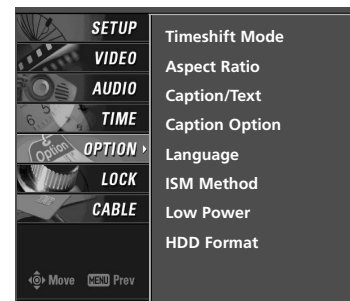 SETUP
VIDEO
AUDIO
TIME
OPTION
LOCK
CABLE
Move MENU Prev
Timeshift Mode
Aspect Ratio
Caption/Text
Caption Option
Language
ISM Method
Low Power
HDD Format